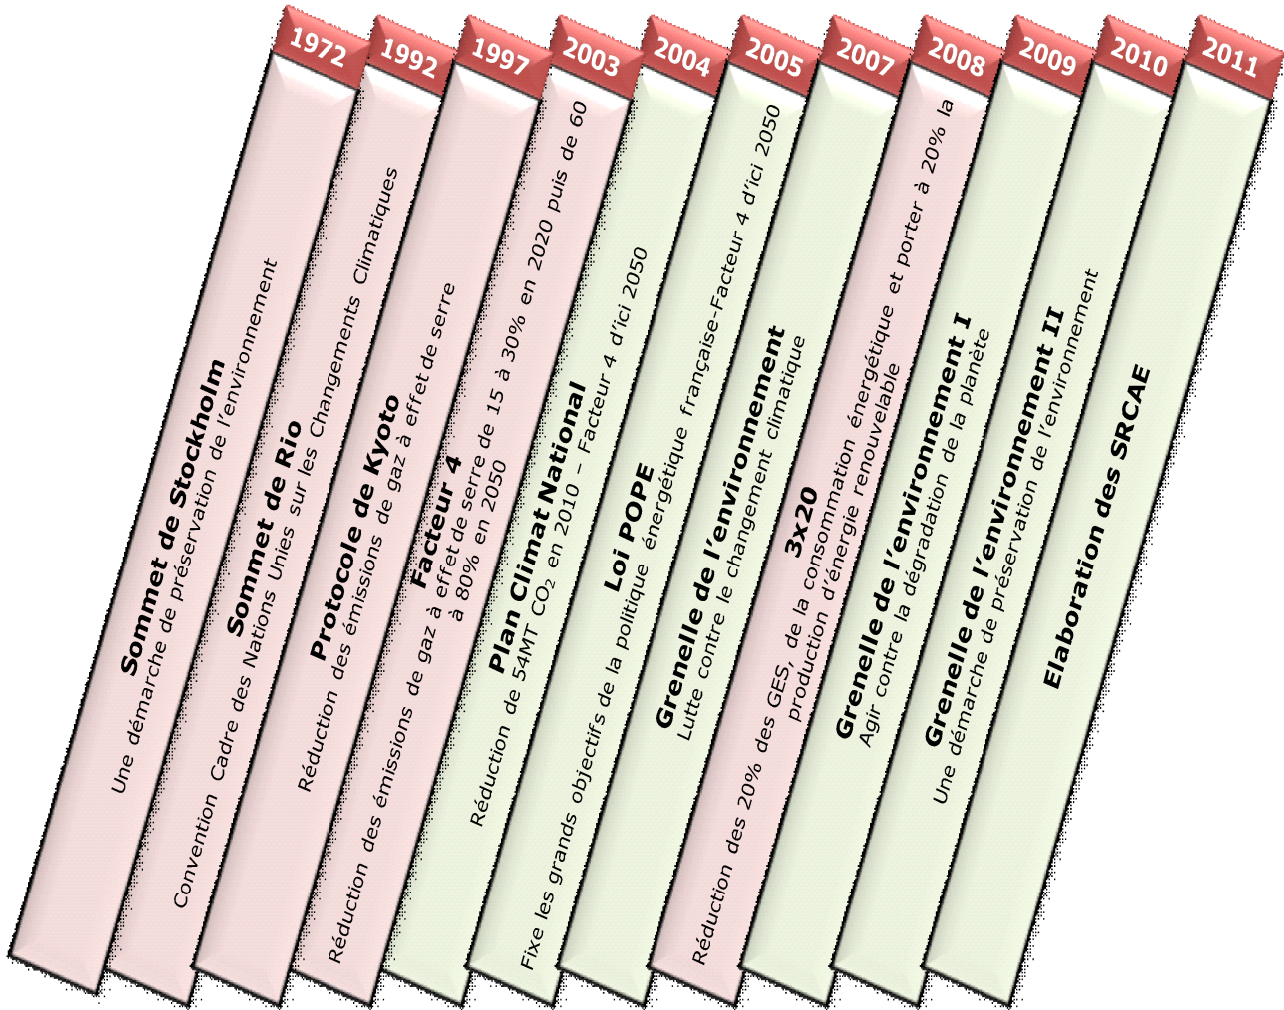 1972
Sommet de Stockholm
Une démarche de préservation de l'environnement
1992
Sommet de Rio
Convention Cadre des Nations Unies sur les Changements Climatiques
1997
Protocole de Kyoto
Réduction des émissions de gaz à effet de serre
2003
Facteur 4
Réduction des émissions de gaz à effet de serre de 15 à 30% en 2020 puis de 60
à 80% en 2050
2004
Plan Climat National
Réduction de 54MT CO₂ en 2010 – Facteur 4 d'ici 2050
2005
Loi POPE
Fixe les grands objectifs de la politique énergétique française-Facteur 4 d'ici 2050
2007
Grenelle de l'environnement
Lutte contre le changement climatique
2008
3x20
Réduction des 20% des GES, de la consommation énergétique et porter à 20% la
production d'énergie renouvelable
2009
Grenelle de l'environnement I
Agir contre la dégradation de la planète
2010
Grenelle de l'environnement II
Une démarche de préservation de l'environnement
2011
Elaboration des SRCAE